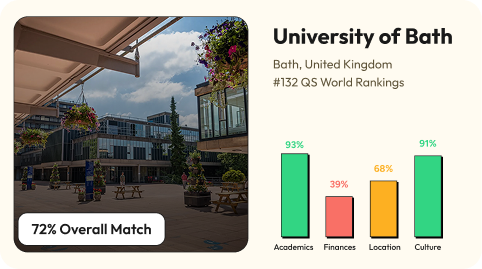 University of Bath
Bath, United Kingdom
#132 QS World Rankings
93%
39%
68%
91%
Academics
Finances
Location
Culture
72% Overall Match